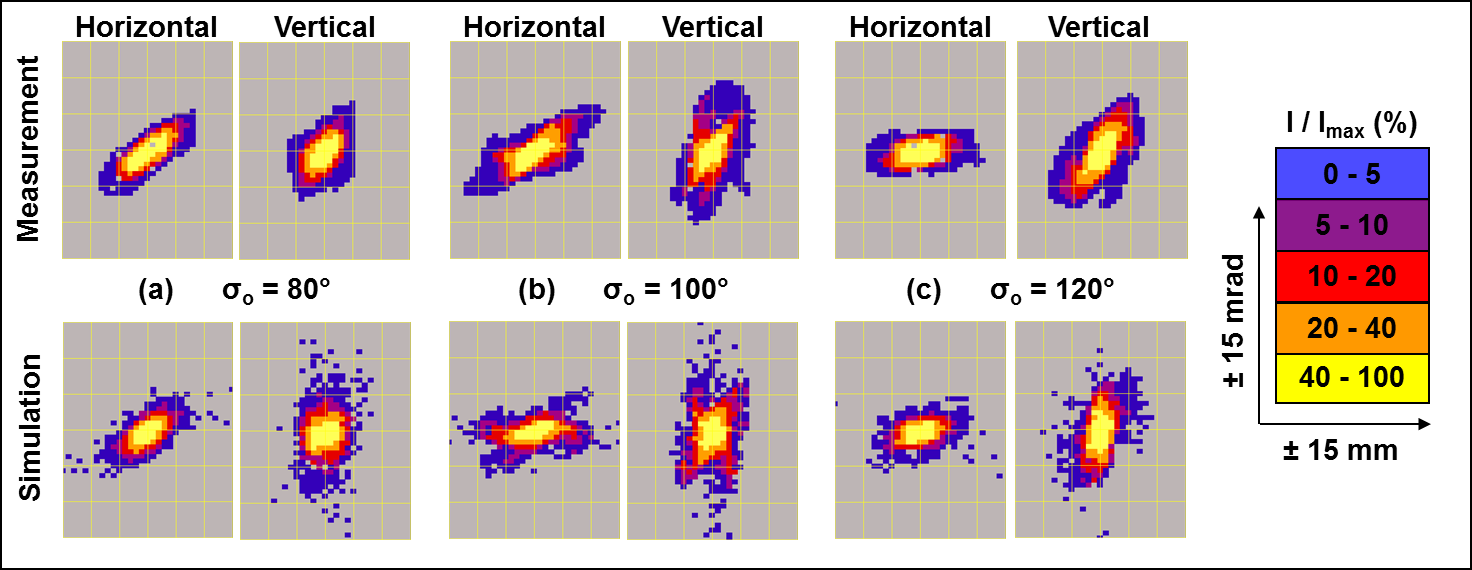 Horizontal Vertical Horizontal Vertical Horizontal Vertical
Measurement
(a) σo = 80° (b) σo = 100° (c) σo = 120°
Simulation
I / Imax (%)
0 - 5
5 - 10
10 - 20
20 - 40
40 - 100
± 15 mrad
± 15 mm